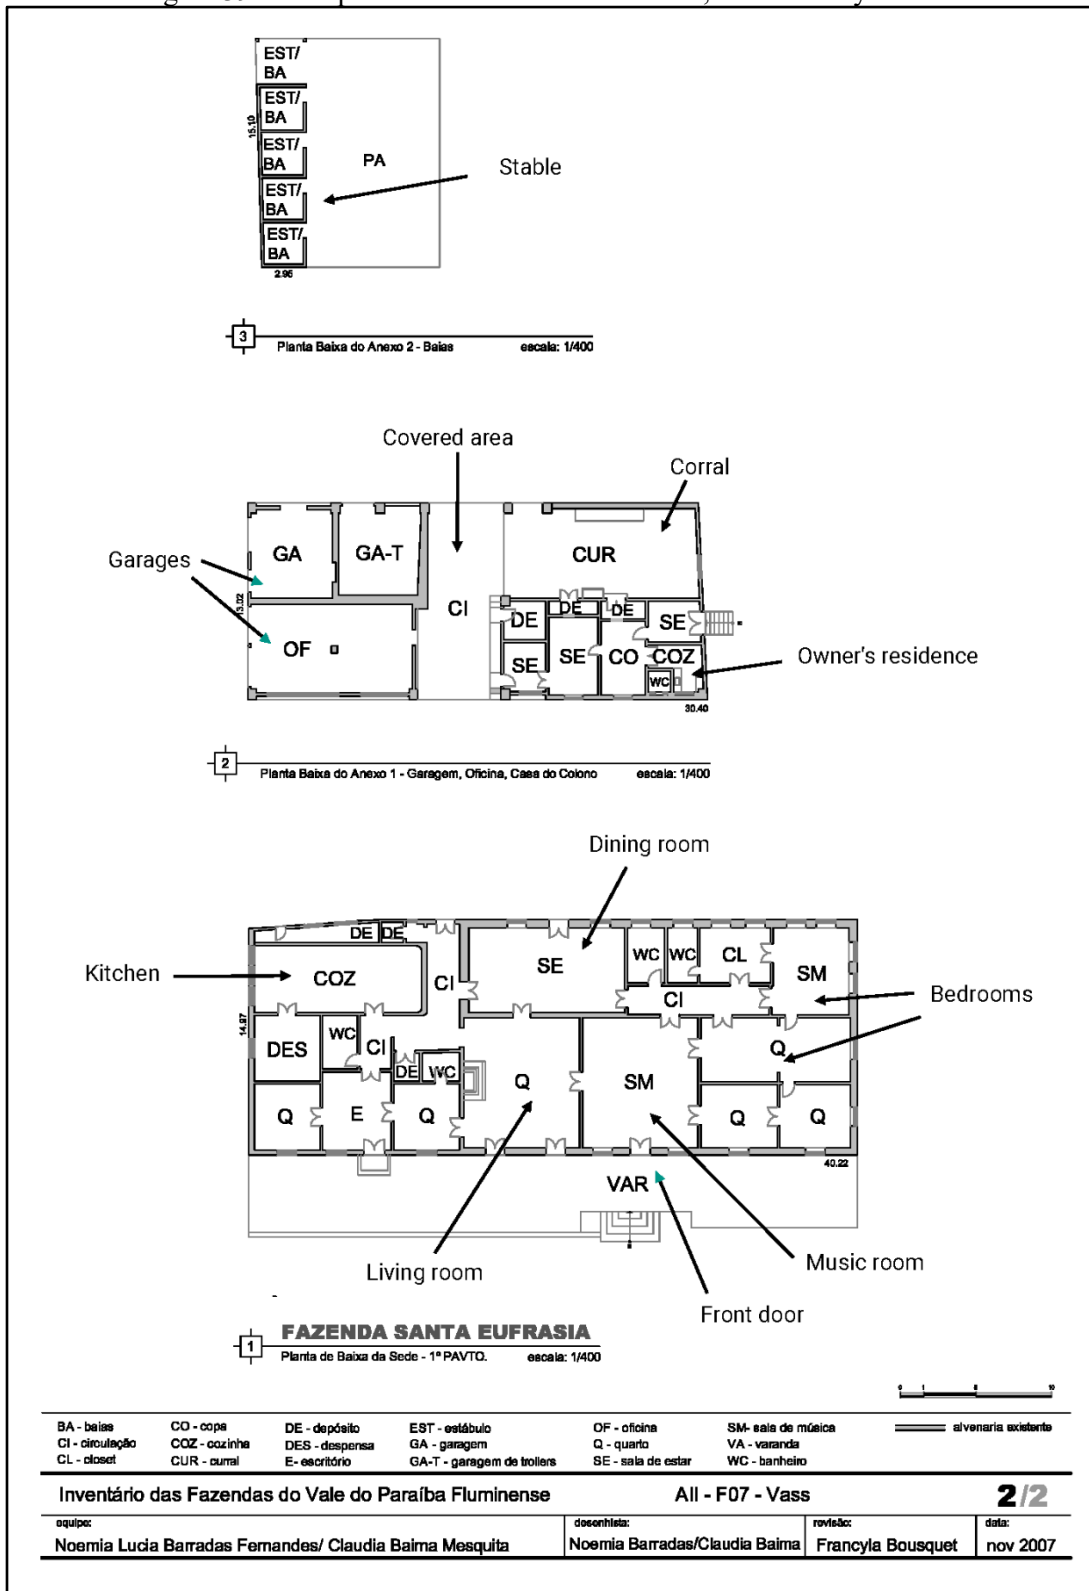 EST/
BA
EST/
BA
EST/
BA
EST/
BA
EST/
BA
PA
Stable
15.10
2.95
3
Planta Baixa do Anexo 2 - Baias escala: 1/400
Covered area
Corral
Garages
GA
GA-T
CUR
CI
13.02
OF
DE
DE
DE
SE
SE
SE
CO
COZ
WC
Owner's residence
30.40
2
Planta Baixa do Anexo 1 - Garagem, Oficina, Casa do Colono escala: 1/400
Dining room
Kitchen
DE
DE
COZ
CI
SE
WC
WC
CL
SM
CI
Bedrooms
14.97
DES
WC
CI
DE
WC
Q
SM
Q
Q
E
Q
Q
Q
40.22
VAR
Living room
Music room
Front door
1
FAZENDA SANTA EUFRASIA
Planta de Baixa da Sede - 1º PAVTO. escala: 1/400
BA - baias CO - copa DE - depósito EST - estábulo OF - oficina SM- sala de música alvenaria existente
CI - circulação COZ - cozinha DES - despensa GA - garagem Q - quarto VA - varanda
CL - closet CUR - curral E- escritório GA-T - garagem de trollers SE - sala de estar WC - banheiro
Inventário das Fazendas do Vale do Paraíba Fluminense AII - F07 - Vass 2/2
equipe: desenhista: revisão: data:
Noemia Lucia Barradas Fernandes/ Claudia Baima Mesquita Noemia Barradas/Claudia Baima Francyla Bousquet nov 2007